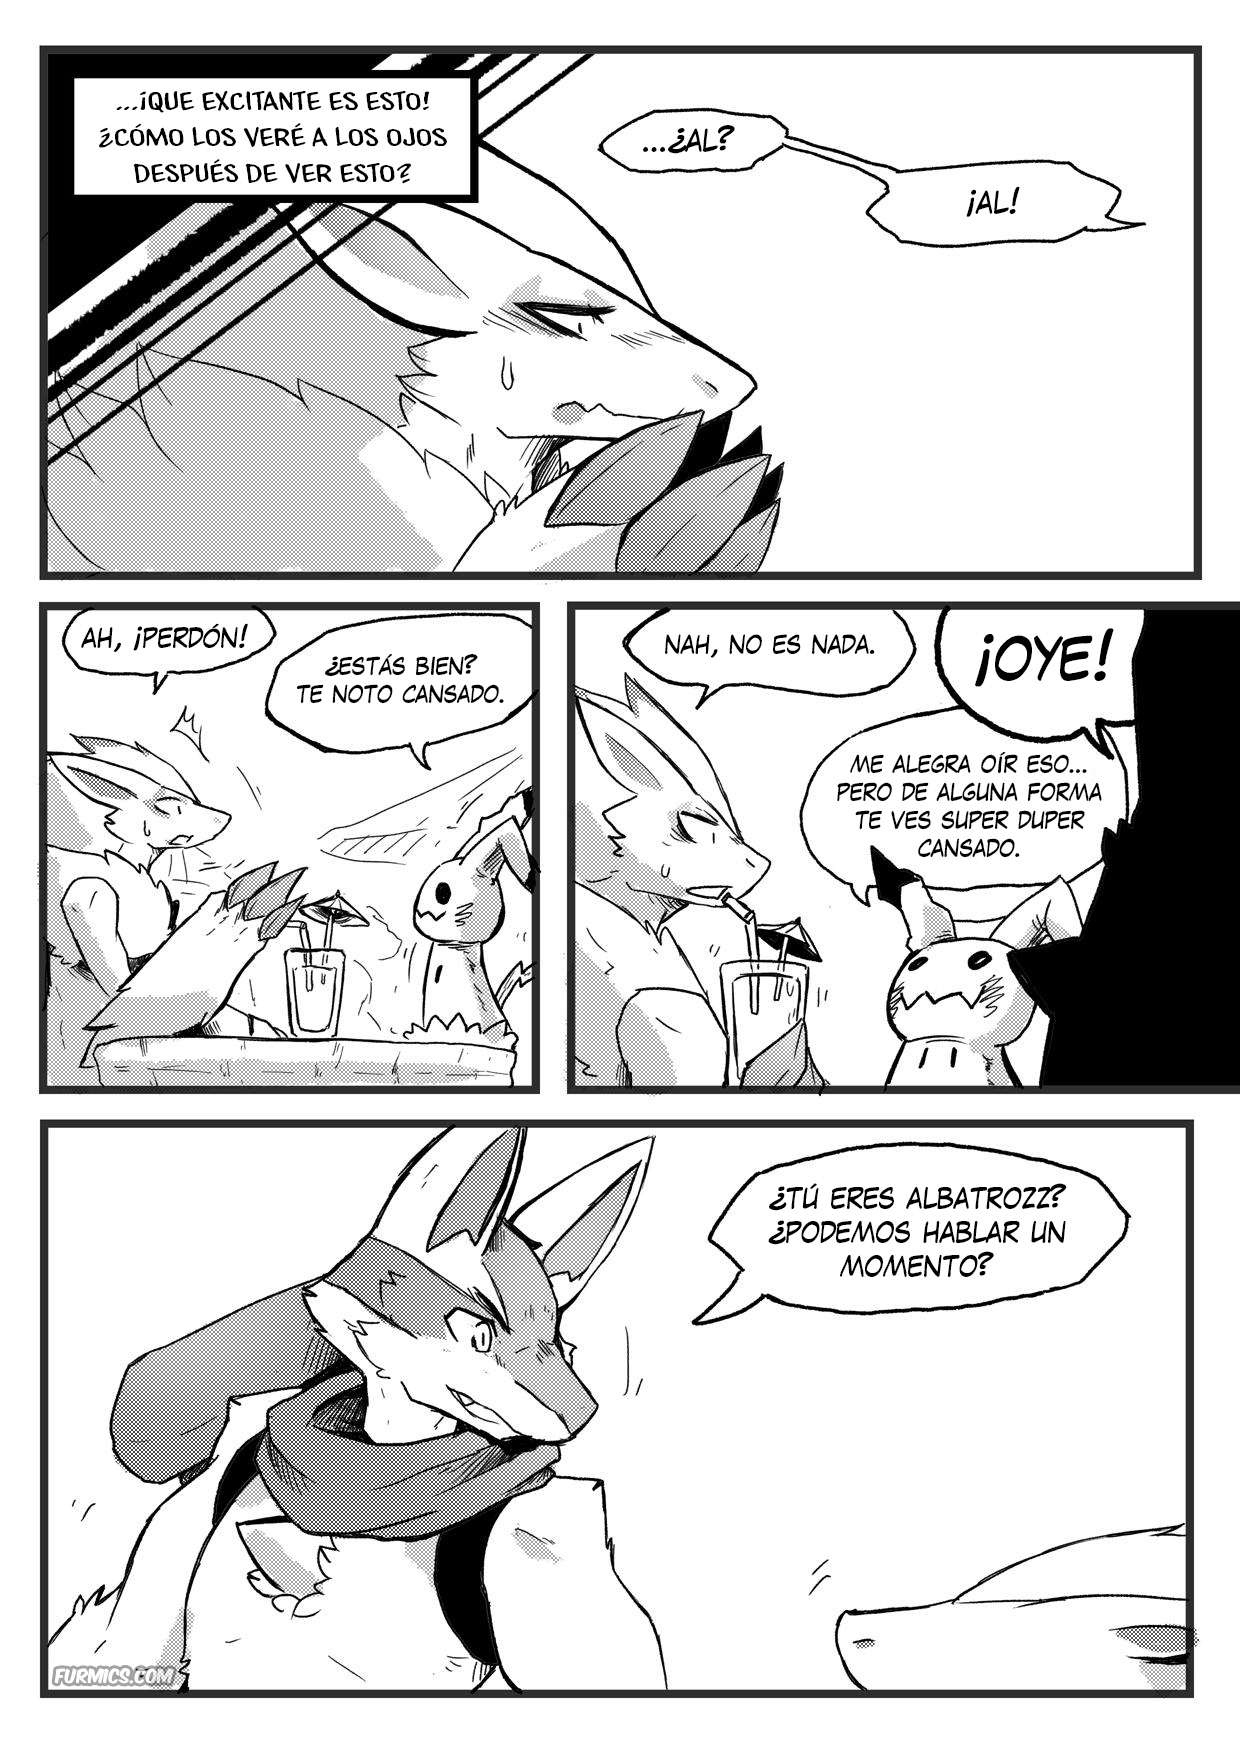 ...¡QUE EXCITANTE ES ESTO!
¿CÓMO LOS VERÉ A LOS OJOS
DESPUÉS DE VER ESTO?
...¿AL?
¡AL!
AH, ¡PERDÓN!
¿ESTÁS BIEN?
TE NOTO CANSADO.
NAH, NO ES NADA.
¡OYE!
ME ALEGRA OÍR ESO...
PERO DE ALGUNA FORMA
TE VES SUPER DUPER
CANSADO.
¿TÚ ERES ALBATROZZ?
¿PODEMOS HABLAR UN
MOMENTO?
FURMICS.COM